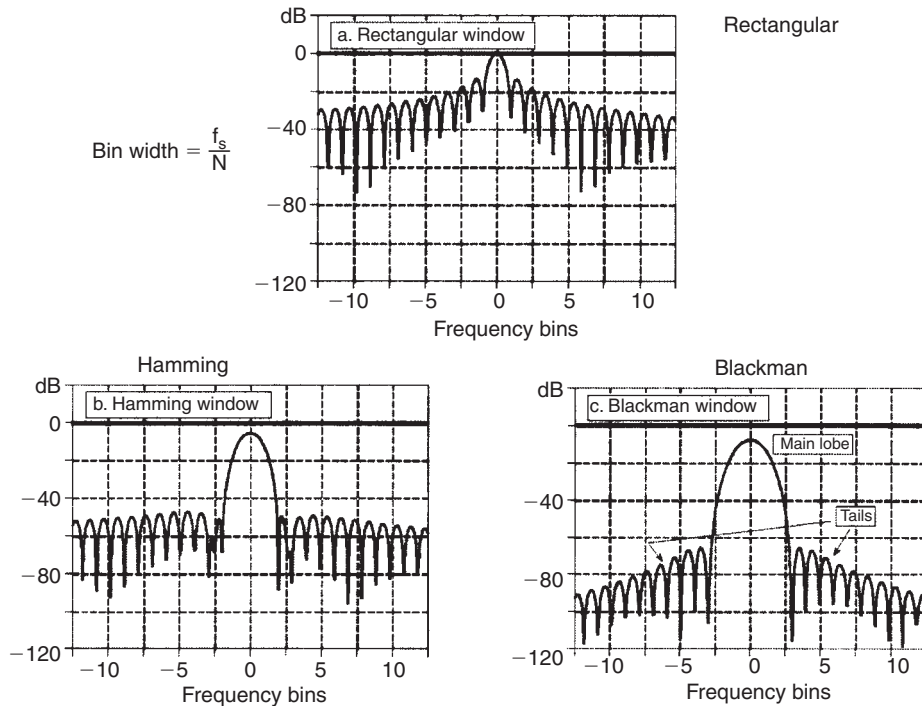 Rectangular
dB
a. Rectangular window
0
−40
−80
−120
Bin width = f_s/N
−10 −5 0 5 10
Frequency bins
Hamming
dB
b. Hamming window
0
−40
−80
−120
−10 −5 0 5 10
Frequency bins
Blackman
dB
c. Blackman window
0
Main lobe
−40
Tails
−80
−120
−10 −5 0 5 10
Frequency bins